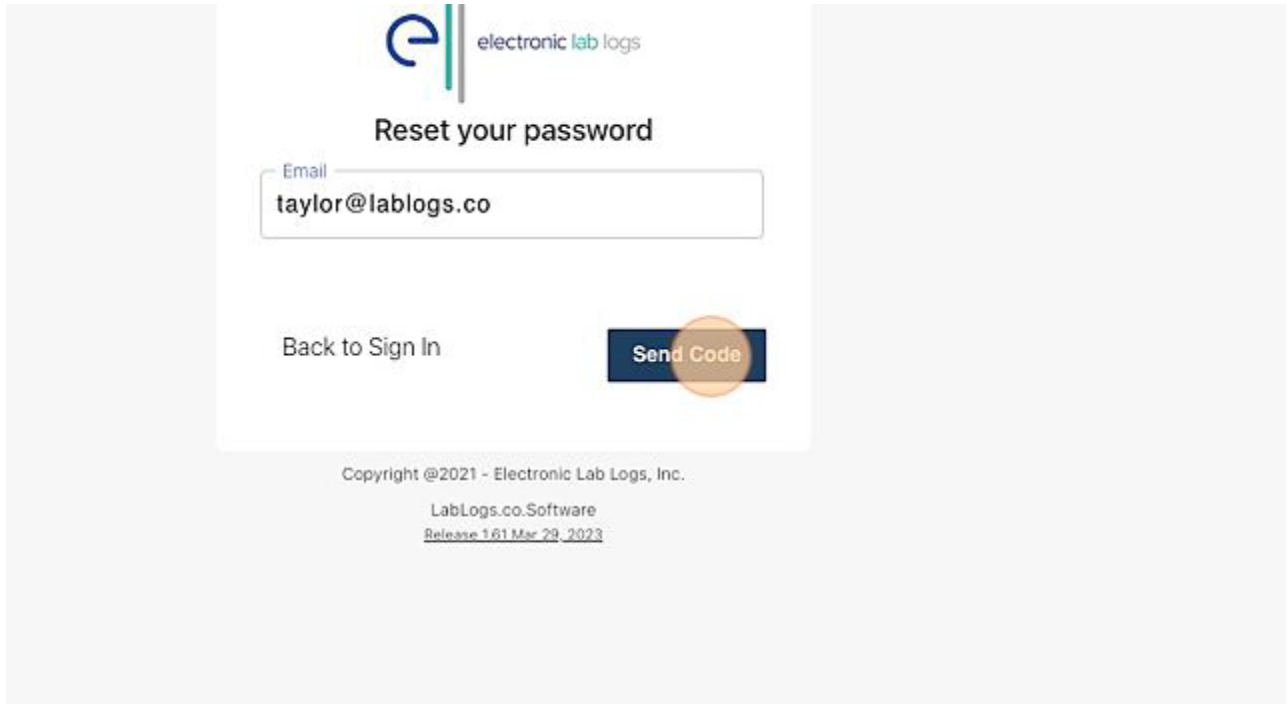 electronic lab logs
Reset your password
Email
taylor@lablogs.co
Back to Sign In
Send Code
Copyright @2021 - Electronic Lab Logs, Inc.
LabLogs.co.Software
Release 1.61 Mar 29, 2023